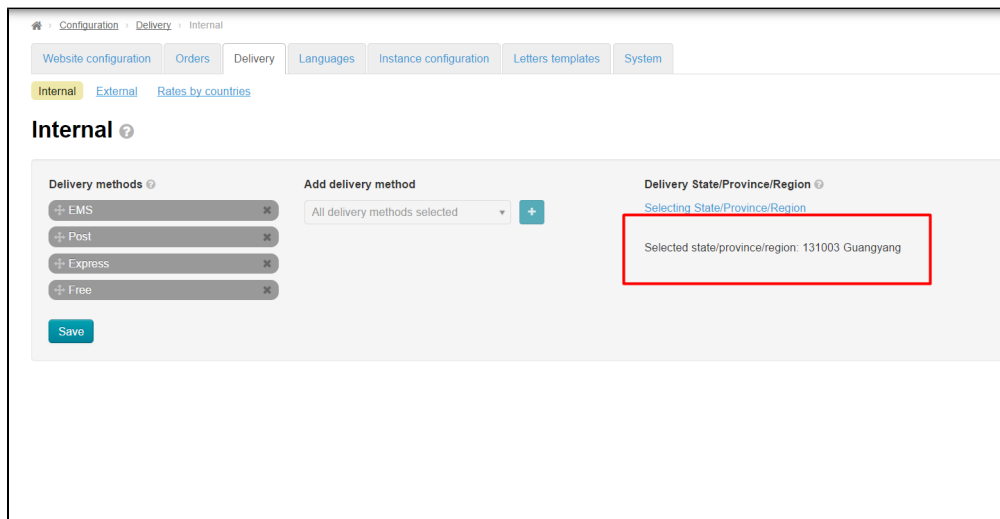 Configuration › Delivery › Internal
Website configuration Orders Delivery Languages Instance configuration Letters templates System
Internal External Rates by countries
Internal
Delivery methods Add delivery method Delivery State/Province/Region
EMS All delivery methods selected + Selecting State/Province/Region
Post
Selected state/province/region: 131003 Guangyang
Express
Free
Save